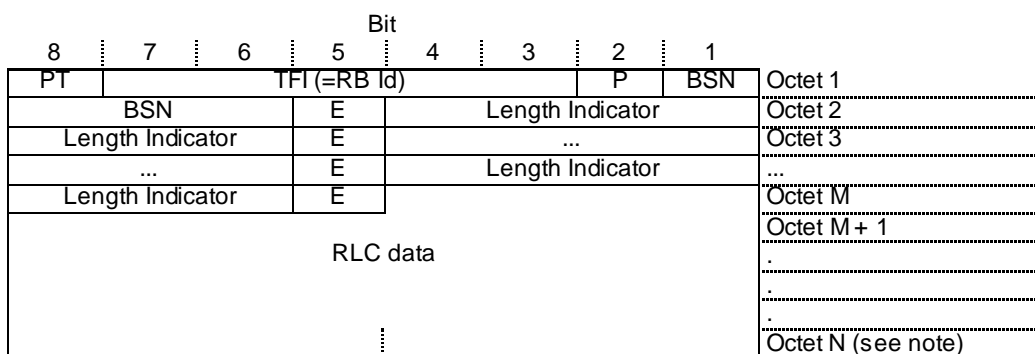 Bit
8 7 6 5 4 3 2 1
PT TFI (=RB Id) P BSN Octet 1
BSN E Length Indicator Octet 2
Length Indicator E ... Octet 3
... E Length Indicator ...
Length Indicator E Octet M
Octet M + 1
RLC data
.
.
.
Octet N (see note)